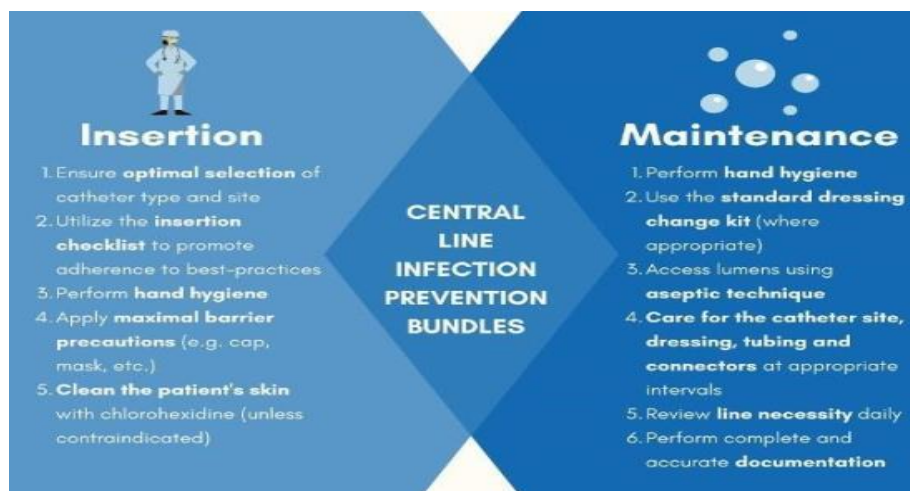 Insertion
1. Ensure optimal selection of
catheter type and site
2. Utilize the insertion
checklist to promote
adherence to best-practices
3. Perform hand hygiene
4. Apply maximal barrier
precautions (e.g. cap,
mask, etc.)
5. Clean the patient's skin
with chlorohexidine (unless
contraindicated)
CENTRAL
LINE
INFECTION
PREVENTION
BUNDLES
Maintenance
1. Perform hand hygiene
2. Use the standard dressing
change kit (where
appropriate)
3. Access lumens using
aseptic technique
4. Care for the catheter site,
dressing, tubing and
connectors at appropriate
intervals
5. Review line necessity daily
6. Perform complete and
accurate documentation